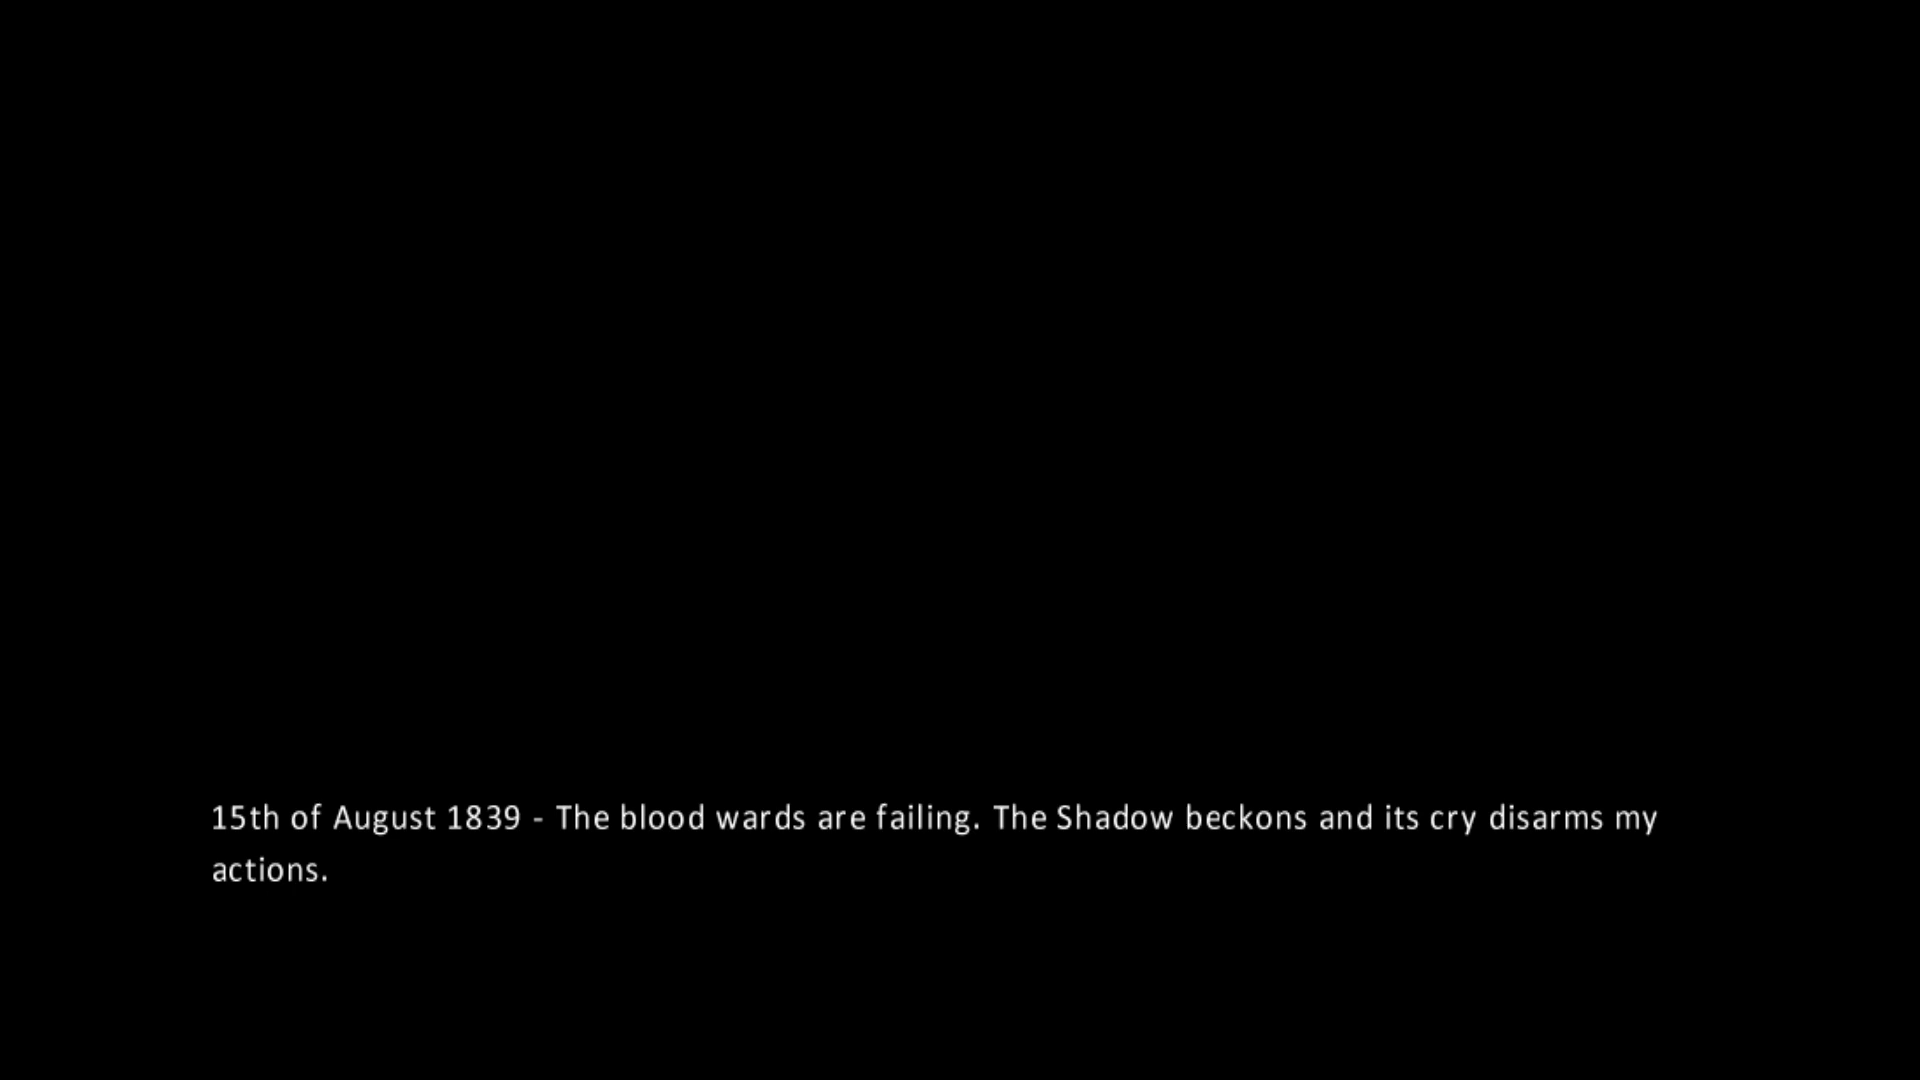 15th of August 1839 - The blood wards are failing. The Shadow beckons and its cry disarms my
actions.